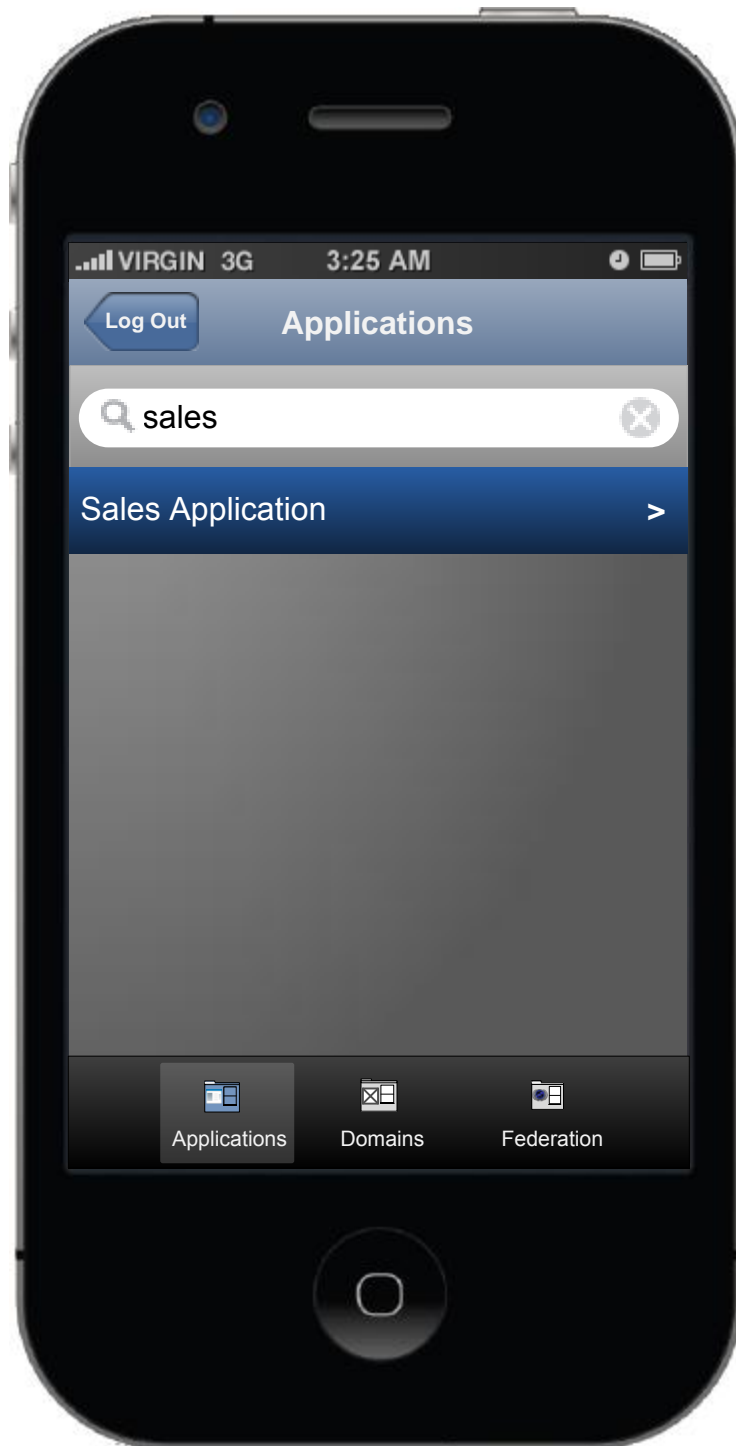 VIRGIN 3G 3:25 AM
Log Out Applications
sales
Sales Application >
Applications Domains Federation